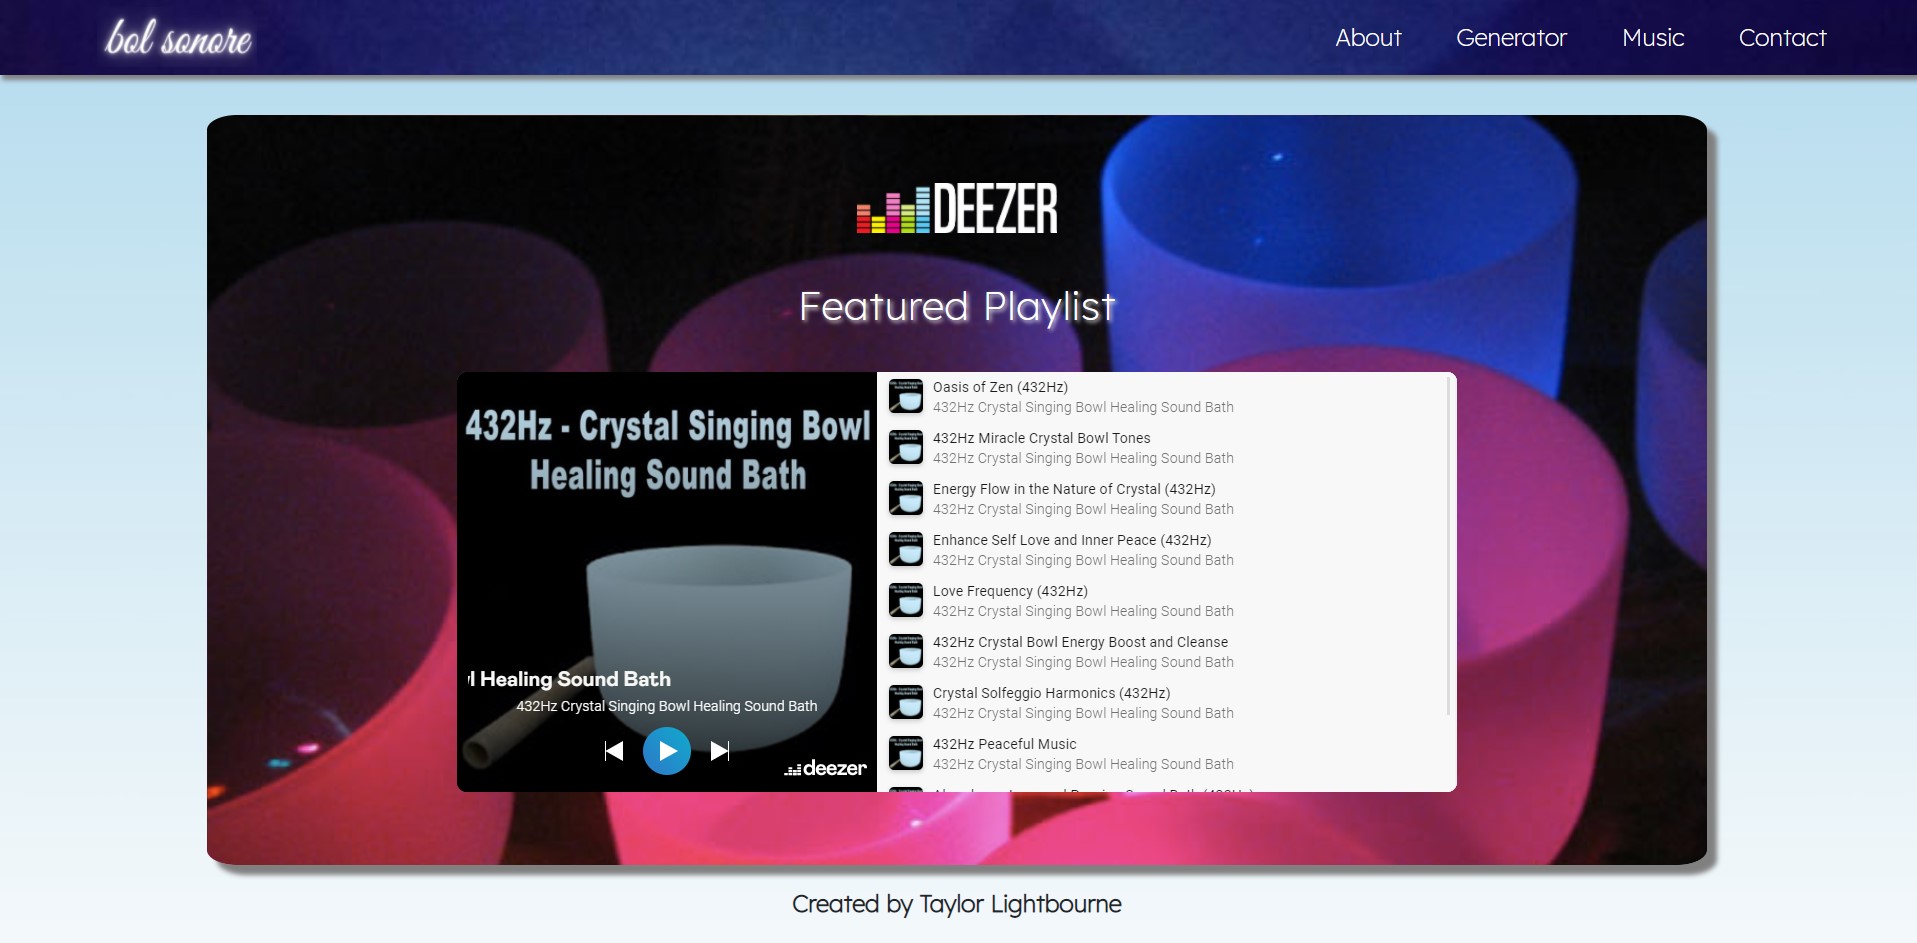 bol sonore
About Generator Music Contact
DEEZER
Featured Playlist
432Hz - Crystal Singing Bowl
Healing Sound Bath
l Healing Sound Bath
432Hz Crystal Singing Bowl Healing Sound Bath
deezer
Oasis of Zen (432Hz)
432Hz Crystal Singing Bowl Healing Sound Bath
432Hz Miracle Crystal Bowl Tones
432Hz Crystal Singing Bowl Healing Sound Bath
Energy Flow in the Nature of Crystal (432Hz)
432Hz Crystal Singing Bowl Healing Sound Bath
Enhance Self Love and Inner Peace (432Hz)
432Hz Crystal Singing Bowl Healing Sound Bath
Love Frequency (432Hz)
432Hz Crystal Singing Bowl Healing Sound Bath
432Hz Crystal Bowl Energy Boost and Cleanse
432Hz Crystal Singing Bowl Healing Sound Bath
Crystal Solfeggio Harmonics (432Hz)
432Hz Crystal Singing Bowl Healing Sound Bath
432Hz Peaceful Music
432Hz Crystal Singing Bowl Healing Sound Bath
Created by Taylor Lightbourne